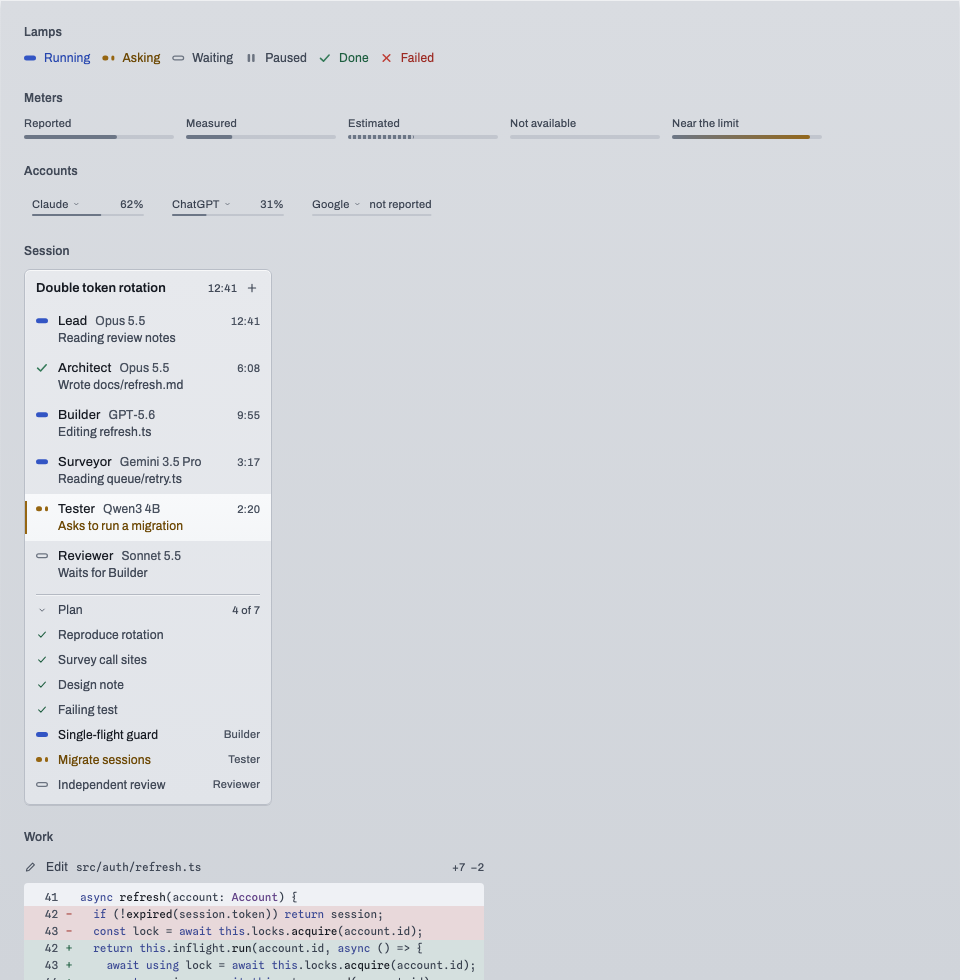 Lamps
Running Asking Waiting Paused Done Failed
Meters
Reported Measured Estimated Not available Near the limit
Accounts
Claude 62% ChatGPT 31% Google not reported
Session
Double token rotation 12:41 +
Lead Opus 5.5 12:41
Reading review notes
Architect Opus 5.5 6:08
Wrote docs/refresh.md
Builder GPT-5.6 9:55
Editing refresh.ts
Surveyor Gemini 3.5 Pro 3:17
Reading queue/retry.ts
Tester Qwen3 4B 2:20
Asks to run a migration
Reviewer Sonnet 5.5
Waits for Builder
Plan 4 of 7
Reproduce rotation
Survey call sites
Design note
Failing test
Single-flight guard Builder
Migrate sessions Tester
Independent review Reviewer
Work
Edit src/auth/refresh.ts +7 −2
41 async refresh(account: Account) {
42 − if (!expired(session.token)) return session;
43 − const lock = await this.locks.acquire(account.id);
42 + return this.inflight.run(account.id, async () => {
43 + await using lock = await this.locks.acquire(account.id);